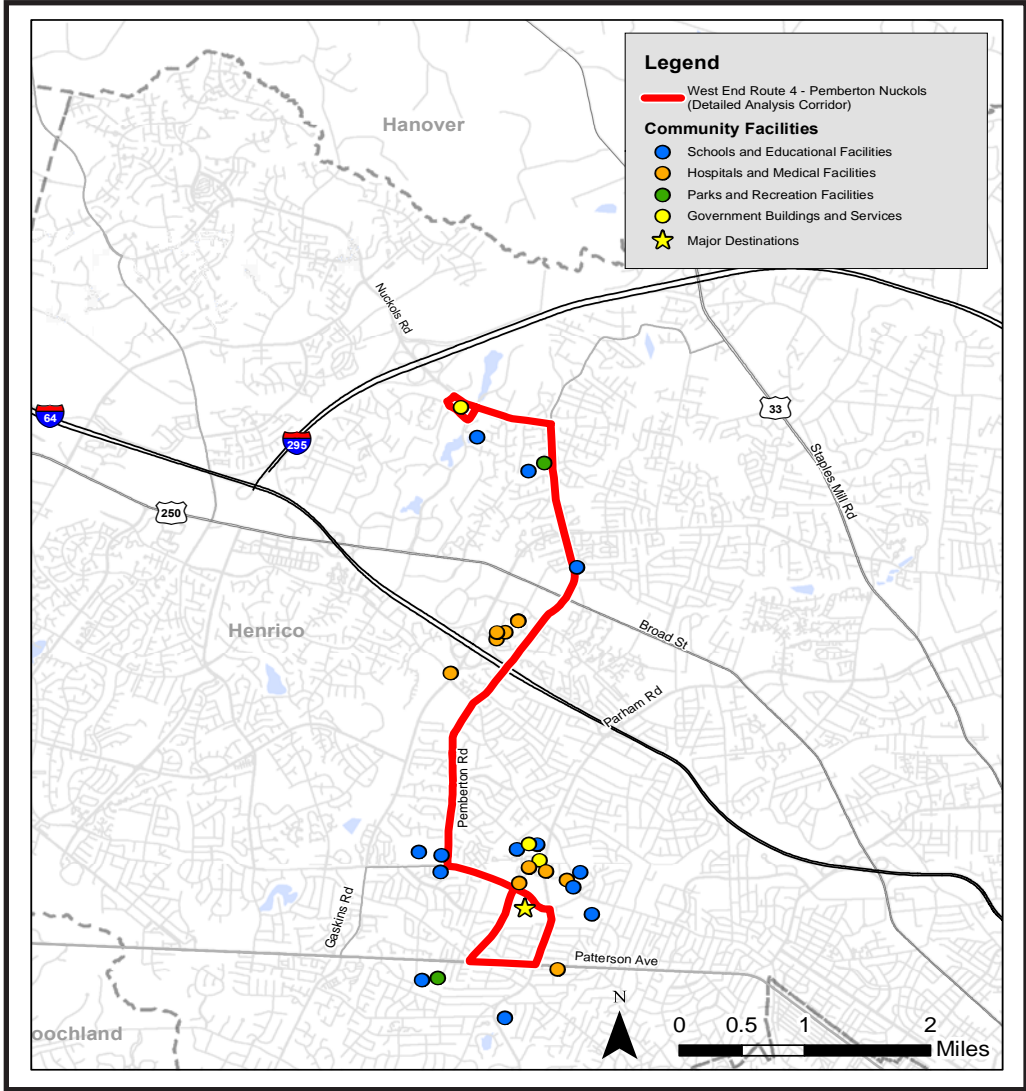 Legend
West End Route 4 - Pemberton Nuckols
(Detailed Analysis Corridor)
Community Facilities
Schools and Educational Facilities
Hospitals and Medical Facilities
Parks and Recreation Facilities
Government Buildings and Services
Major Destinations
Hanover
Nuckols Rd
64
295
33
250
Staples Mill Rd
Henrico
Broad St
Parham Rd
Pemberton Rd
Gaskins Rd
Patterson Ave
oochland
N
0 0.5 1 2
Miles